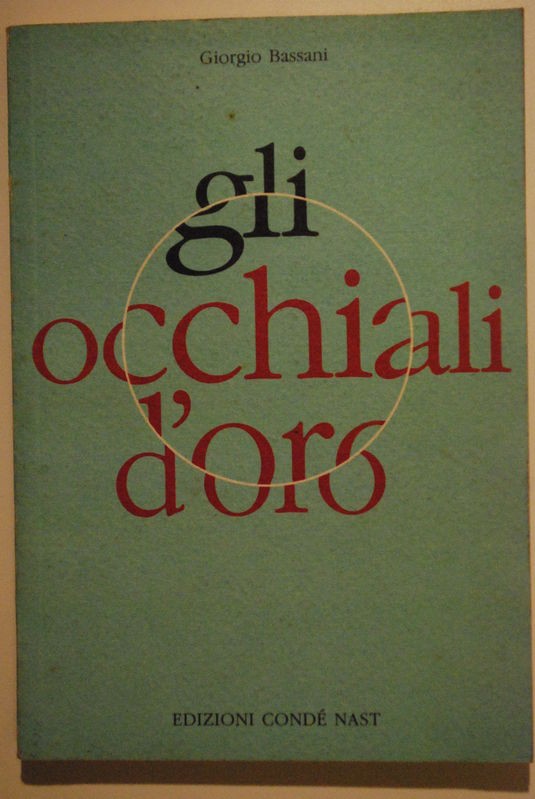 Giorgio Bassani
gli
occhiali
d'oro
EDIZIONI CONDÉ NAST